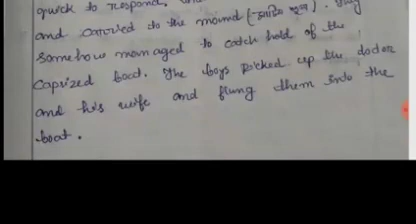 quick to respond,
and carried to the mound (-मাটির স্তূপ). They
somehow managed to catch hold of the
capsized boat. The boys picked up the doctor
and his wife and flung them into the
boat.